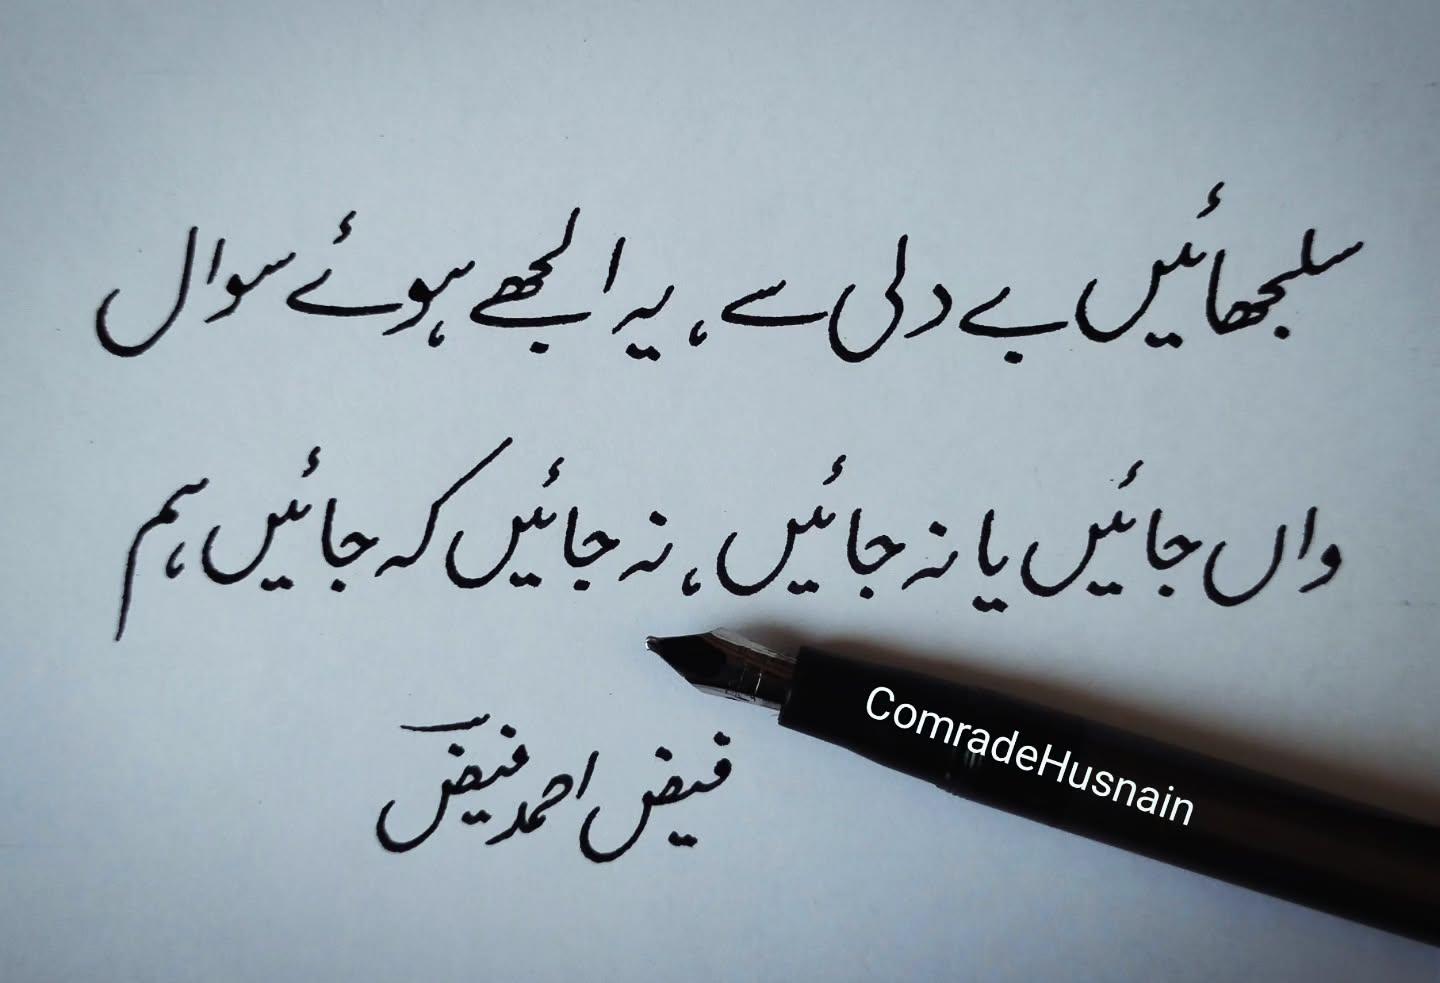 سلجھائیں بے دلی سے، یہ الجھے ہوئے سوال
واں جائیں یا نہ جائیں، نہ جائیں کہ جائیں ہم
فیض احمد فیضؔ
ComradeHusnain